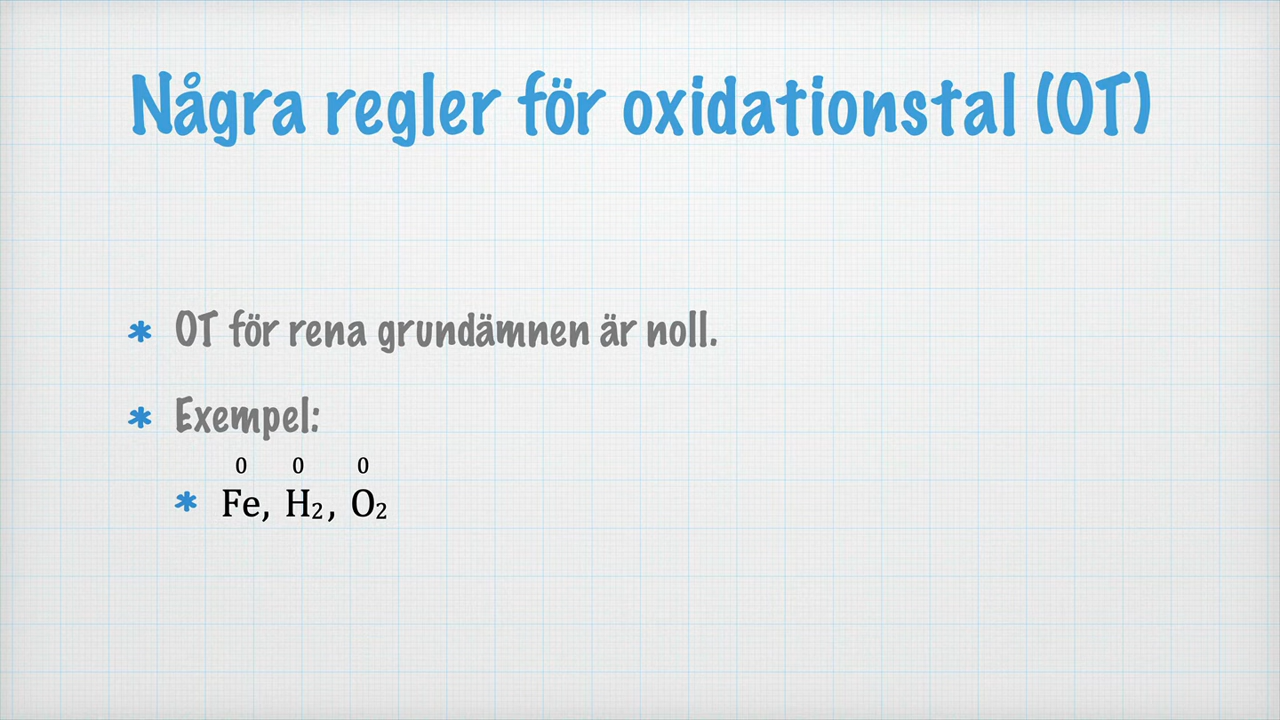 Några regler för oxidationstal (OT)
* OT för rena grundämnen är noll.
* Exempel:
0 0 0
* Fe, H₂, O₂